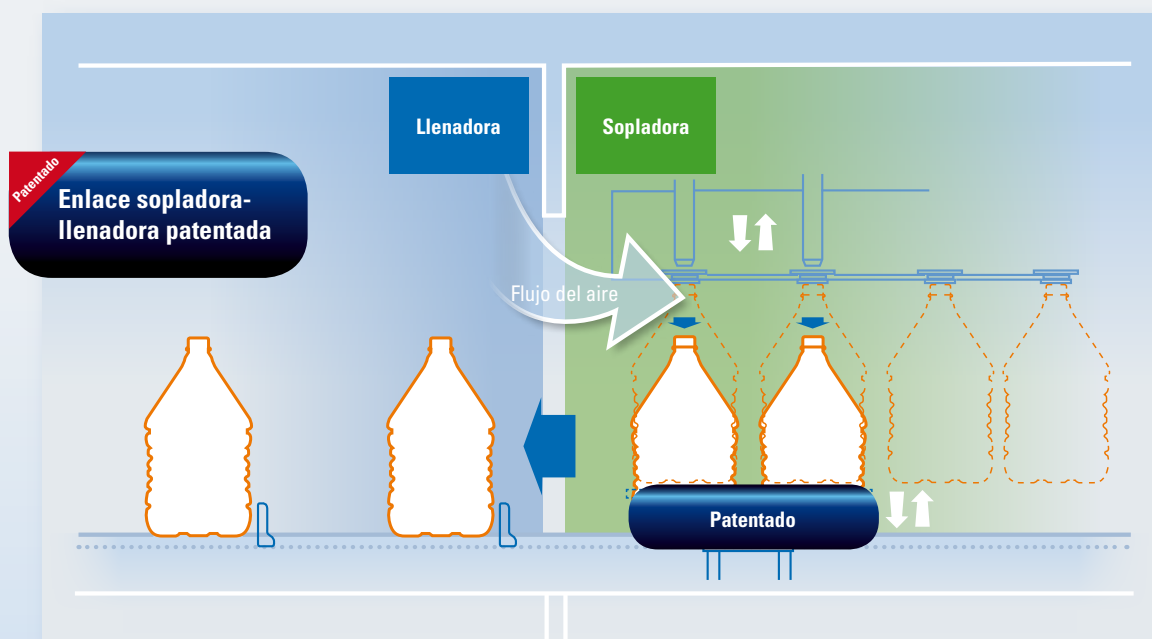 Llenadora
Sopladora
Patentado
Enlace sopladora-
llenadora patentada
Flujo del aire
Patentado